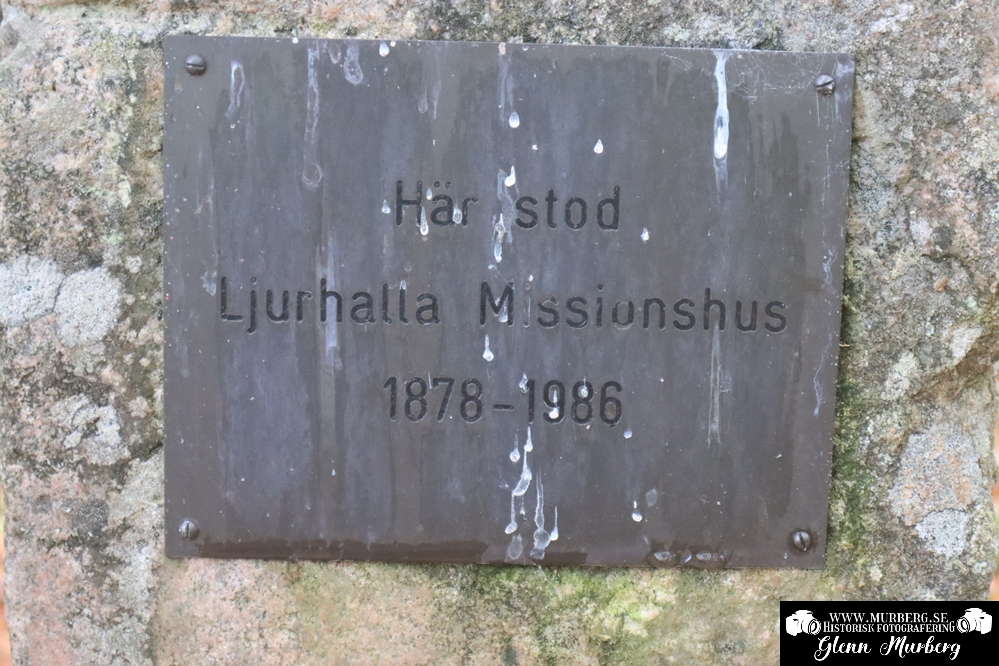 Här stod
Ljurhalla Missionshus
1878-1986
WWW.MURBERG.SE
HISTORISK FOTOGRAFERING
Glenn Murberg